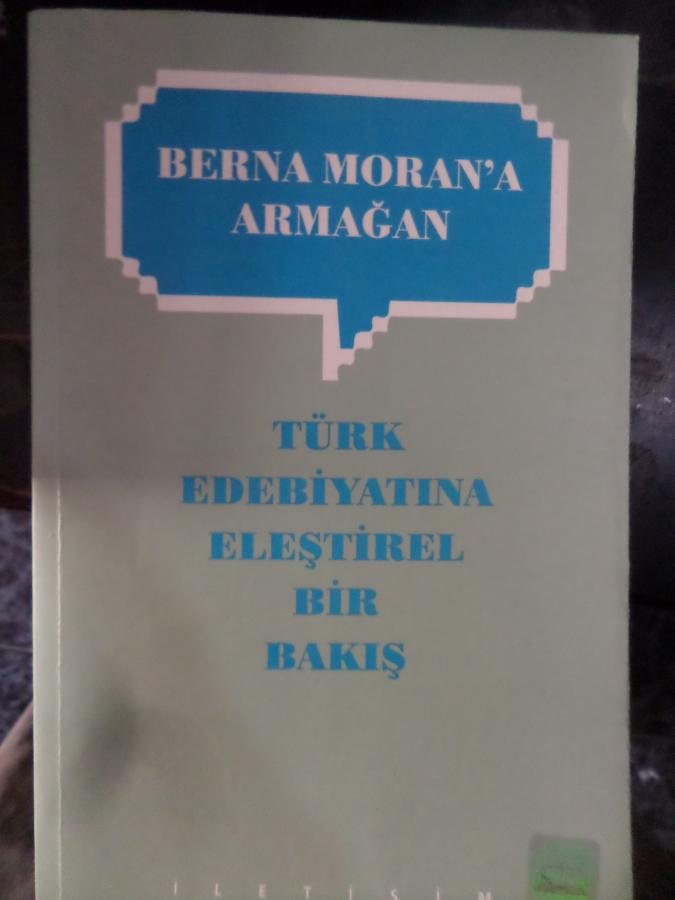 BERNA MORAN'A
ARMAĞAN
TÜRK
EDEBİYATINA
ELEŞTİREL
BİR
BAKIŞ
İLETİŞİM